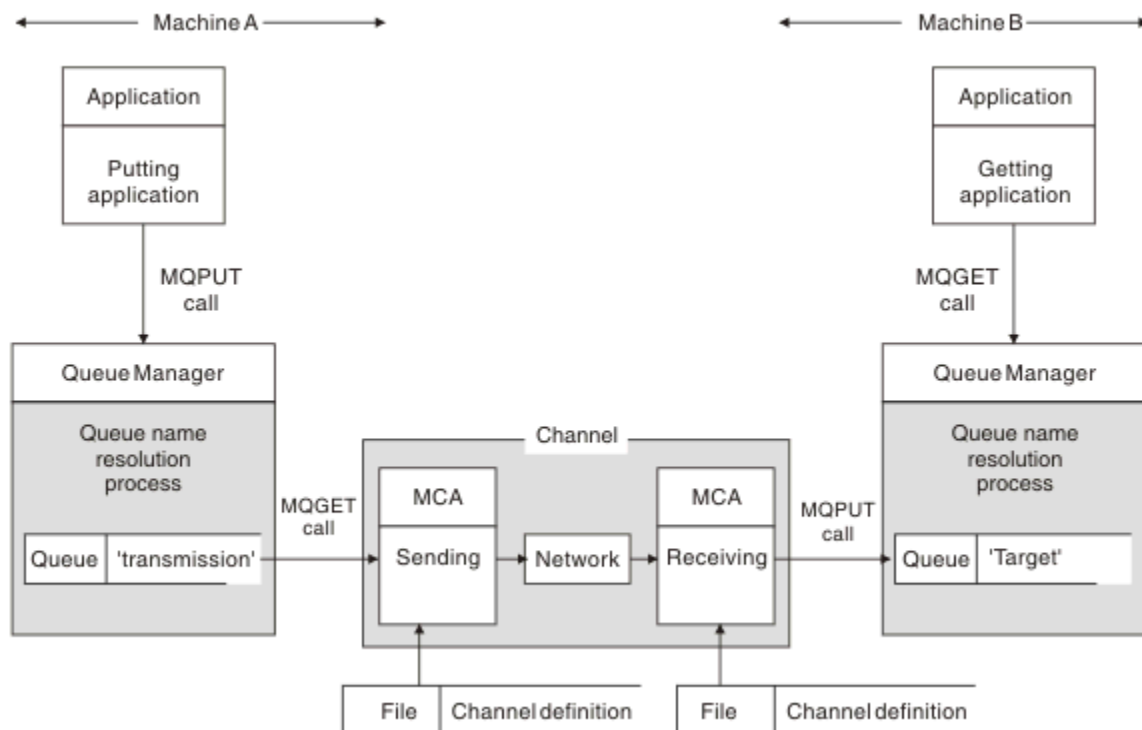 Machine A
Machine B
Application
Putting
application
Application
Getting
application
MQPUT
call
MQGET
call
Queue Manager
Queue name
resolution
process
Queue
'transmission'
MQGET
call
Channel
MCA
Sending
Network
MCA
Receiving
MQPUT
call
Queue Manager
Queue name
resolution
process
Queue
'Target'
File
Channel definition
File
Channel definition